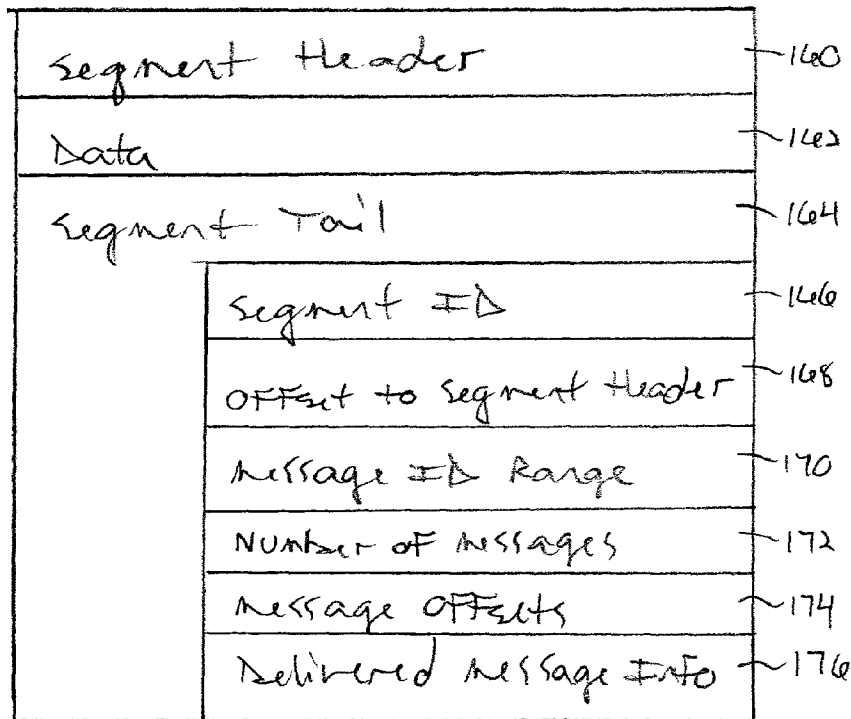 Segment Header 160
Data 162
Segment Tail 164
Segment ID 166
Offset to Segment Header 168
Message ID Range 170
Number of Messages 172
Message Offsets 174
Delivered Message Info 176